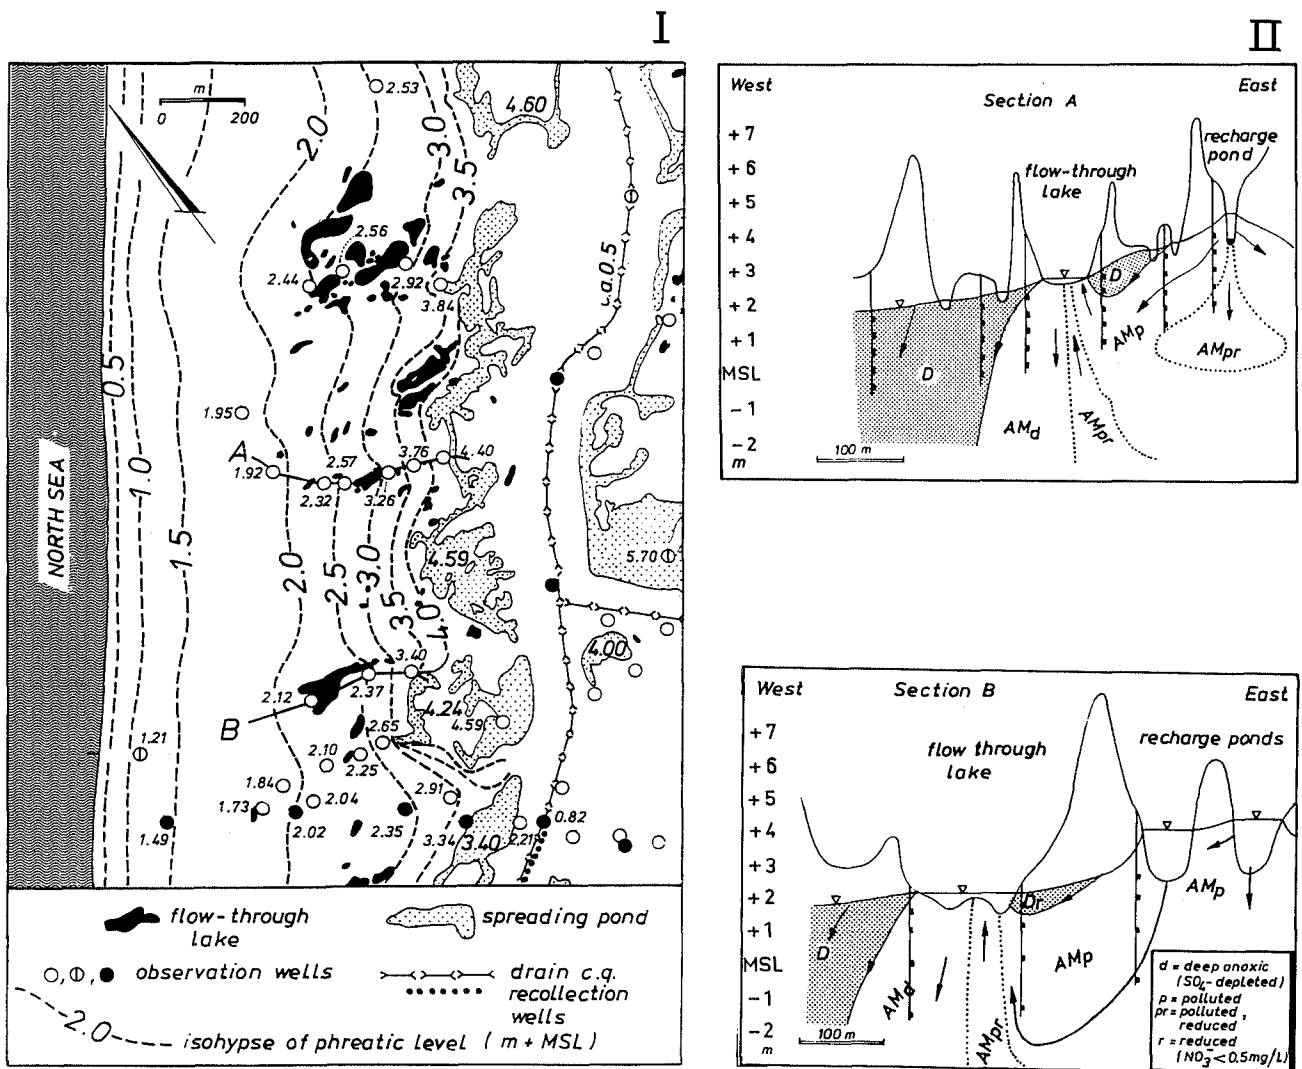 I
II
m
0 200
2.53
4.60
2.0
3.0
3.5
2.56
2.44
2.92
3.84
c.a.0.5
0.5
1.0
1.5
1.95
A
1.92
2.57
3.76
4.40
2.32
3.26
NORTH SEA
2.0
2.5
3.0
3.5
4.0
4.59
5.70
4.00
3.40
2.12
2.37
B
4.24
4.59
2.65
1.21
2.10
2.25
1.84
2.04
2.91
1.73
2.02
2.35
3.34
3.40
2.21
0.82
1.49
flow-through
lake
spreading pond
observation wells
drain c.q.
recollection
wells
2.0
isohypse of phreatic level ( m + MSL )
West
East
Section A
+ 7
+ 6
+ 5
+ 4
+ 3
+ 2
+ 1
MSL
- 1
- 2
m
recharge
pond
flow-through
lake
D
D
AMp
AMpr
AMd
AMpr
100 m
West
Section B
East
+ 7
+ 6
+ 5
+ 4
+ 3
+ 2
+ 1
MSL
- 1
- 2
m
flow through
lake
recharge ponds
D
Dr
AMp
AMp
AMd
AMpr
100 m
d = deep anoxic
(SO4- depleted)
p = polluted
pr = polluted,
reduced
r = reduced
(NO3- < 0.5mg/L)